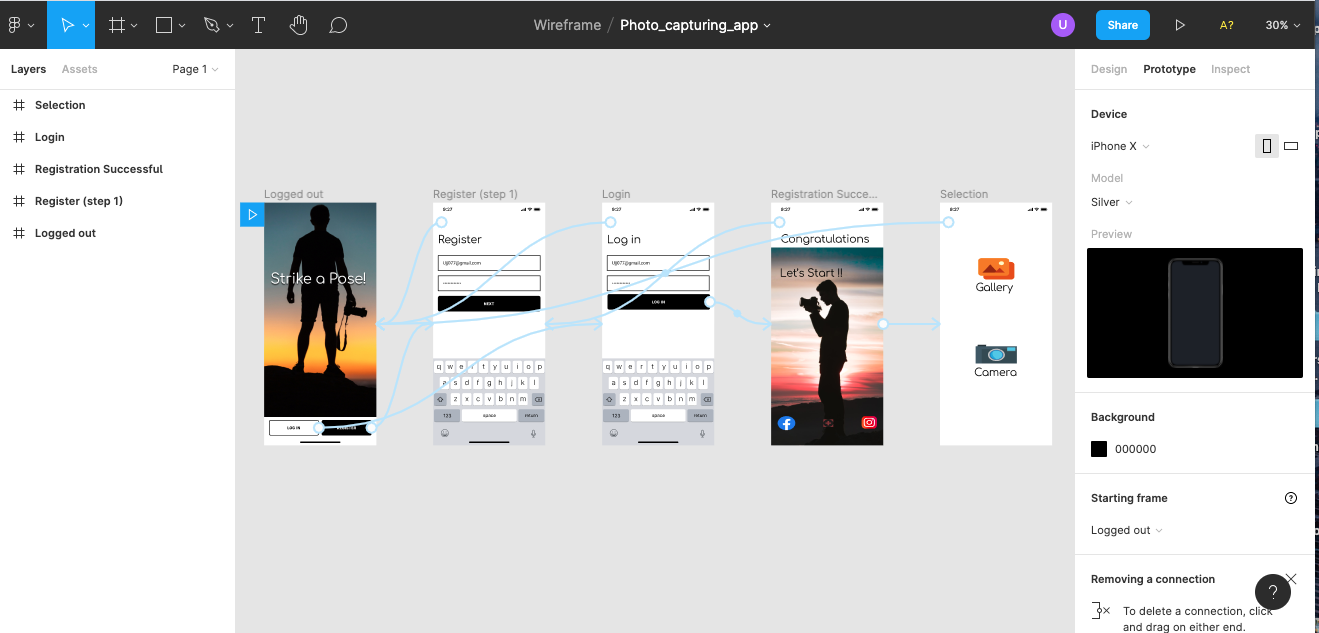 Wireframe / Photo_capturing_app
U
Share
A?
30%
Layers
Assets
Page 1
Design
Prototype
Inspect
Selection
Login
Registration Successful
Register (step 1)
Logged out
Device
iPhone X
Model
Silver
Preview
Background
000000
Starting frame
?
Logged out
Removing a connection
To delete a connection, click
and drag on either end.
?
Logged out
Strike a Pose!
LOG IN
Register (step 1)
9:27
Register
Ujj077@gmail.com
NEXT
q w e r t y u i o p
a s d f g h j k l
z x c v b n m
123 space return
Login
9:27
Log in
Ujj077@gmail.com
LOG IN
q w e r t y u i o p
a s d f g h j k l
z x c v b n m
123 space return
Registration Succe...
9:27
Congratulations
Let's Start !!
Selection
9:27
Gallery
Camera